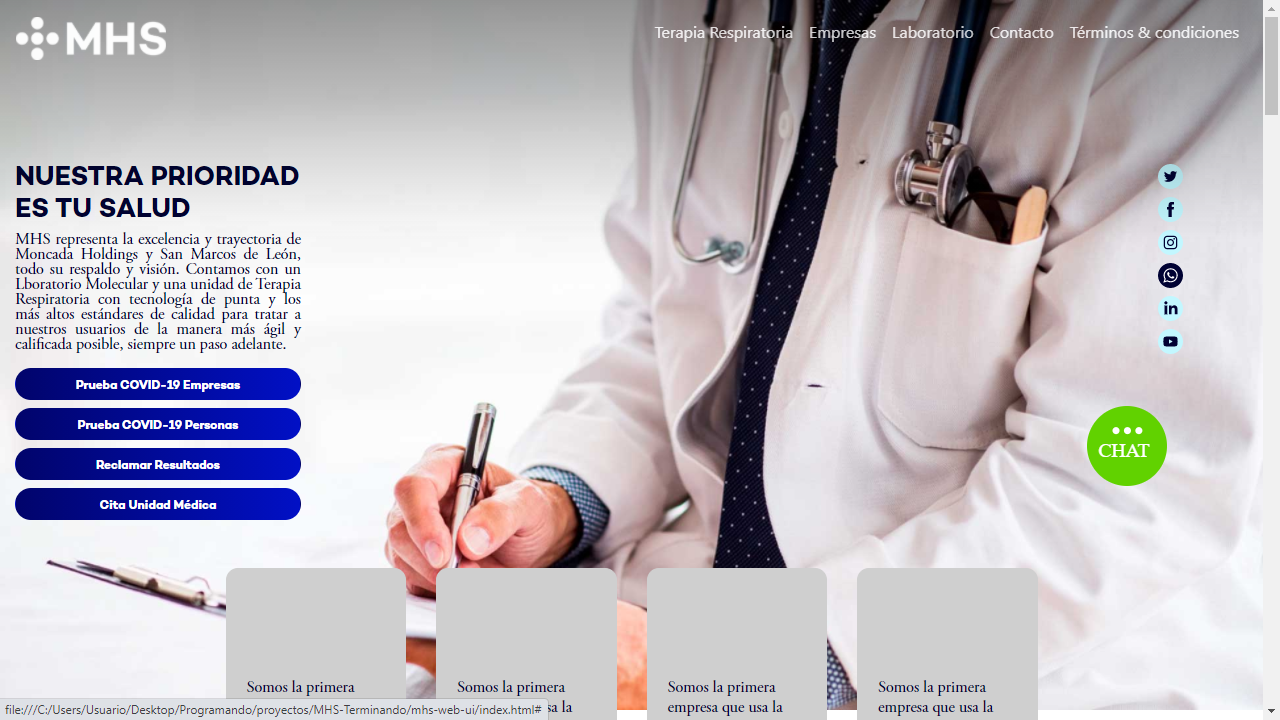 MHS
Terapia Respiratoria Empresas Laboratorio Contacto Términos & condiciones
NUESTRA PRIORIDAD
ES TU SALUD
MHS representa la excelencia y trayectoria de
Moncada Holdings y San Marcos de León,
todo su respaldo y visión. Contamos con un
Lboratorio Molecular y una unidad de Terapia
Respiratoria con tecnología de punta y los
más altos estándares de calidad para tratar a
nuestros usuarios de la manera más ágil y
calificada posible, siempre un paso adelante.
Prueba COVID-19 Empresas
Prueba COVID-19 Personas
Reclamar Resultados
Cita Unidad Médica
CHAT
Somos la primera
Somos la primera
Somos la primera
empresa que usa la
Somos la primera
empresa que usa la
file:///C:/Users/Usuario/Desktop/Programando/proyectos/MHS-Terminando/mhs-web-ui/index.html#